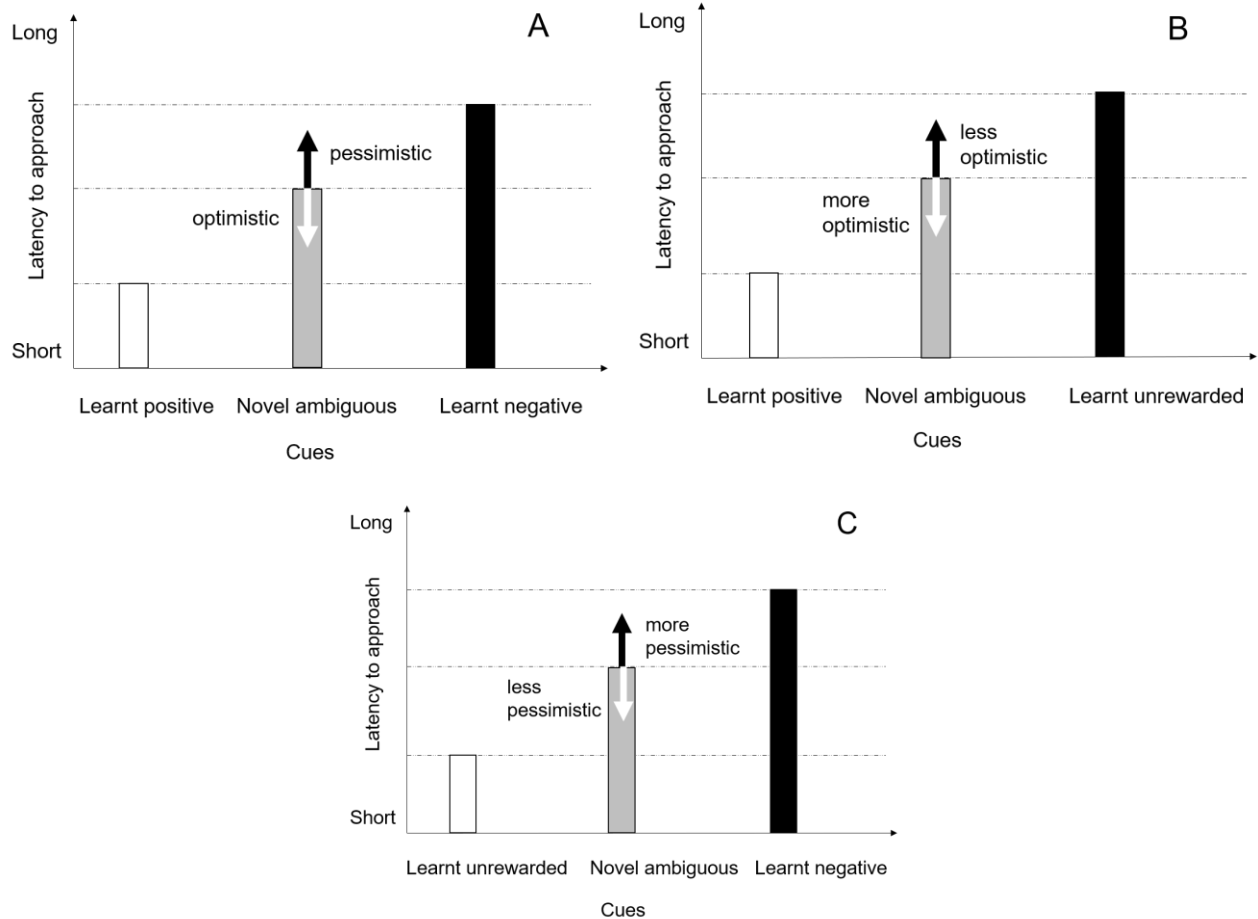 A
Long
Latency to approach
Short
pessimistic
optimistic
Learnt positive
Novel ambiguous
Learnt negative
Cues
B
Long
Latency to approach
Short
less
optimistic
more
optimistic
Learnt positive
Novel ambiguous
Learnt unrewarded
Cues
C
Long
Latency to approach
Short
more
pessimistic
less
pessimistic
Learnt unrewarded
Novel ambiguous
Learnt negative
Cues